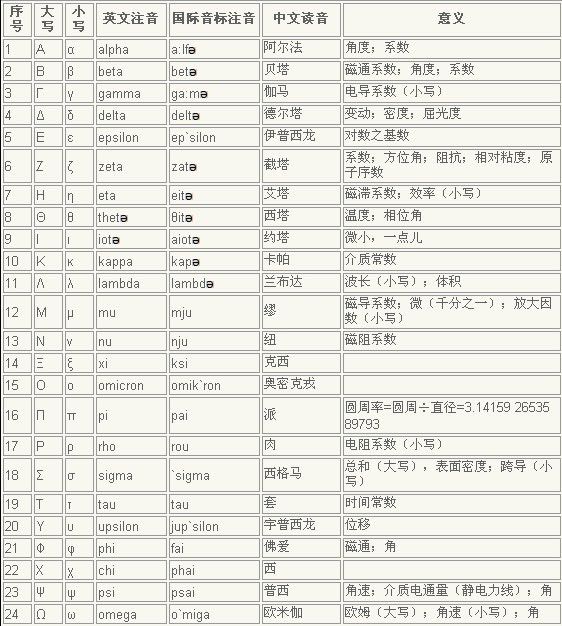 序号 大写 小写 英文注音 国际音标注音 中文读音 意义
1 Α α alpha a:lfə 阿尔法 角度；系数
2 Β β beta betə 贝塔 磁通系数；角度；系数
3 Γ γ gamma ga:mə 伽马 电导系数（小写）
4 Δ δ delta deltə 德尔塔 变动；密度；屈光度
5 Ε ε epsilon ep`silon 伊普西龙 对数之基数
6 Ζ ζ zeta zatə 截塔 系数；方位角；阻抗；相对粘度；原
子序数
7 Η η eta eitə 艾塔 磁滞系数；效率（小写）
8 Θ θ thetə θitə 西塔 温度；相位角
9 Ι ι iotə aiotə 约塔 微小，一点儿
10 Κ κ kappa kapə 卡帕 介质常数
11 Λ λ lambda lambdə 兰布达 波长（小写）；体积
12 Μ μ mu mju 缪 磁导系数；微（千分之一）；放大因
数（小写）
13 Ν ν nu nju 纽 磁阻系数
14 Ξ ξ xi ksi 克西
15 Ο ο omicron omik`ron 奥密克戎
16 Π π pi pai 派 圆周率=圆周÷直径=3.14159 26535
89793
17 Ρ ρ rho rou 肉 电阻系数（小写）
18 Σ σ sigma `sigma 西格马 总和（大写），表面密度；跨导（小
写）
19 Τ τ tau tau 套 时间常数
20 Υ υ upsilon jup`silon 宇普西龙 位移
21 Φ φ phi fai 佛爱 磁通；角
22 Χ χ chi phai 西
23 Ψ ψ psi psai 普西 角速；介质电通量（静电力线）；角
24 Ω ω omega o`miga 欧米伽 欧姆（大写）；角速（小写）；角